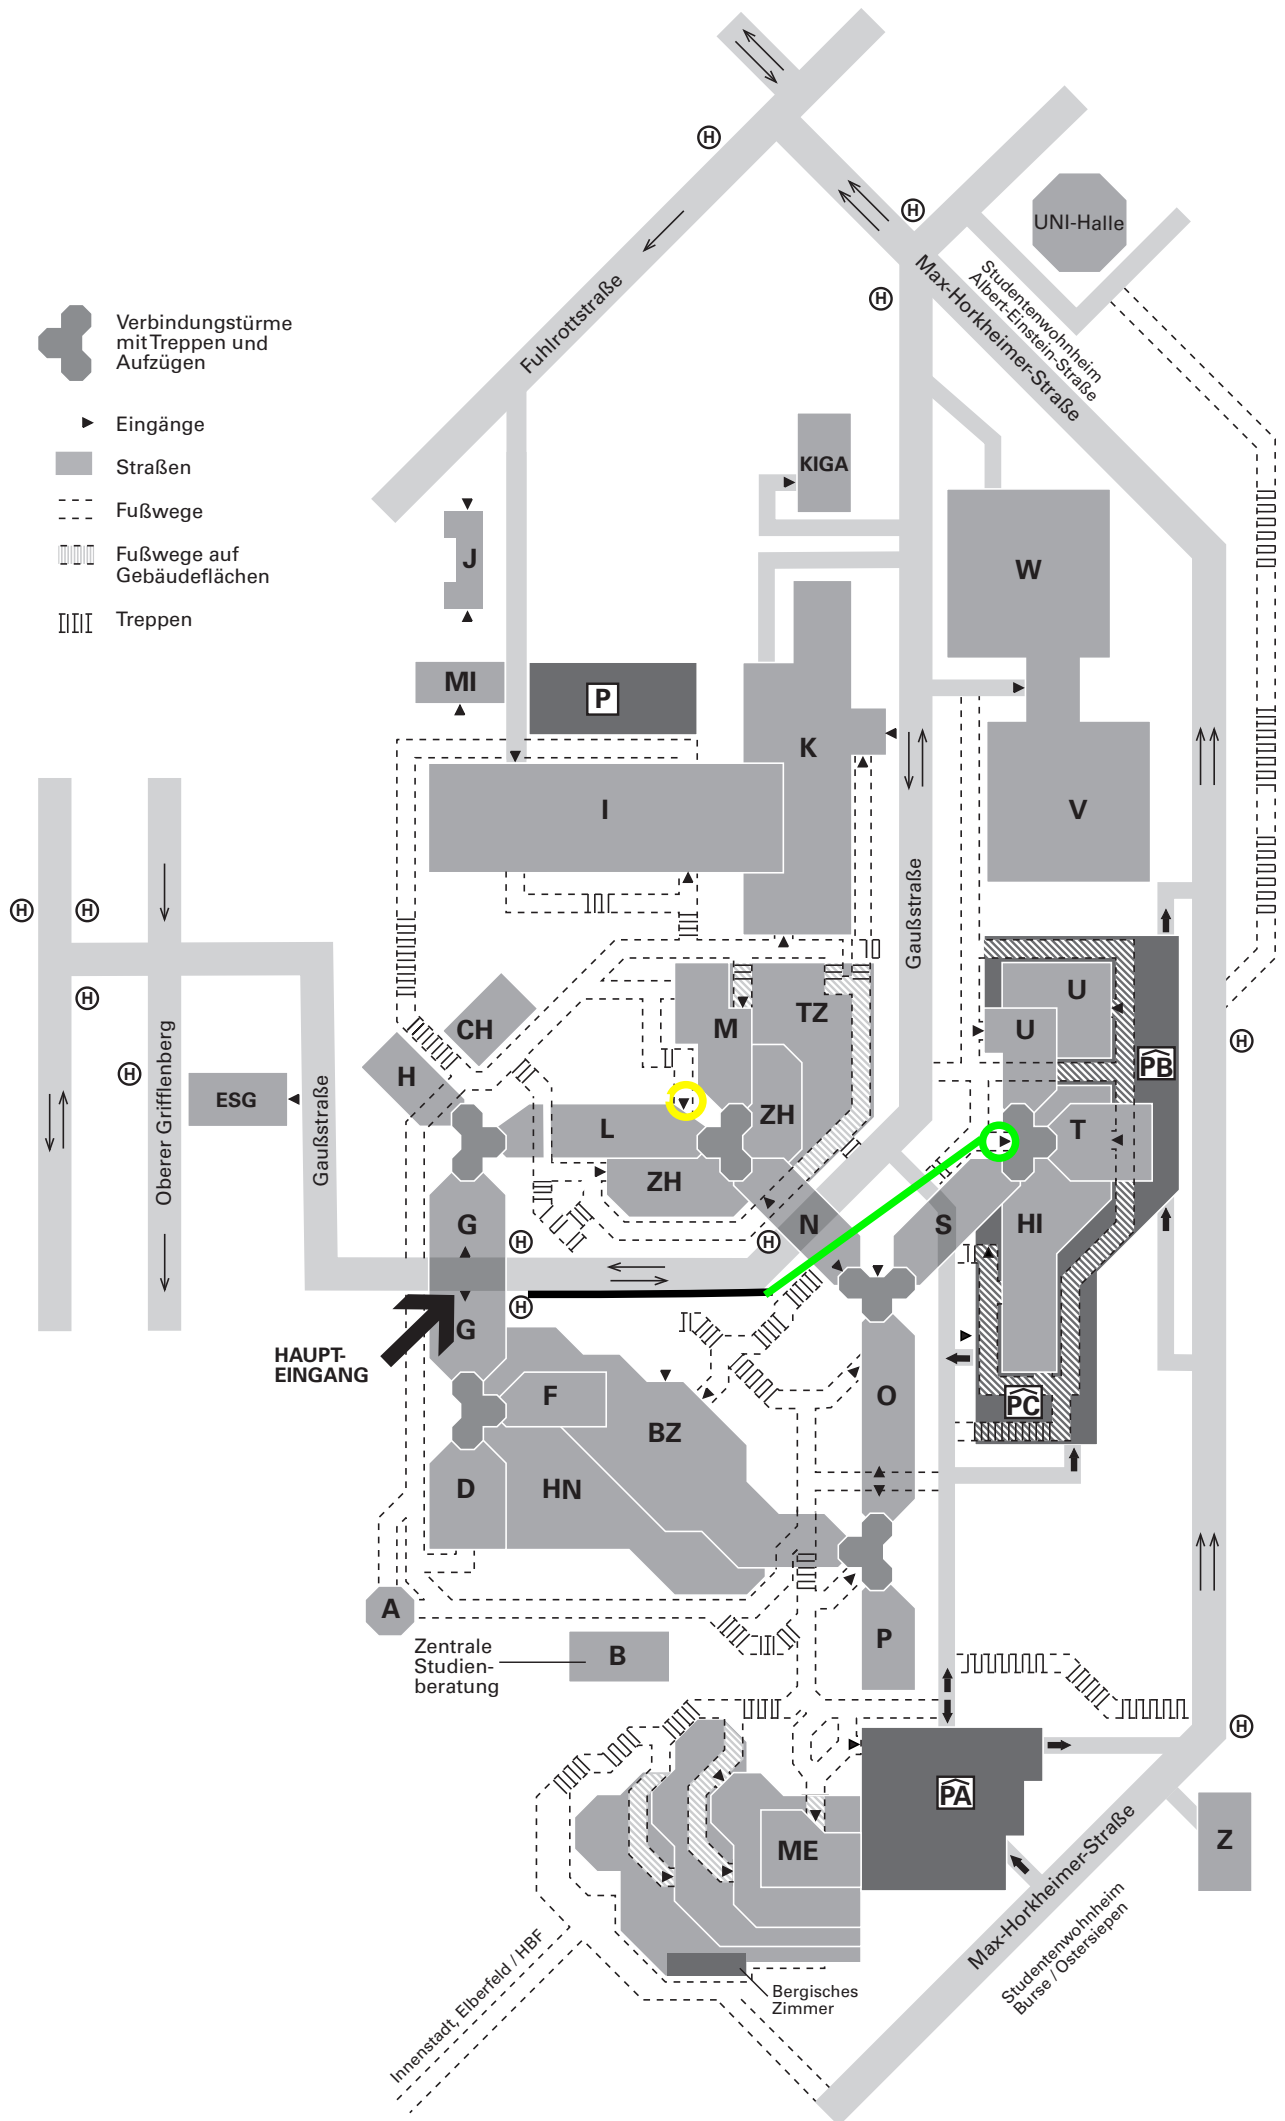 H
H
UNI-Halle
Max-Horkheimer-Straße
Studentenwohnheim
Albert-Einstein-Straße
H
Fuhlrottstraße
Verbindungstürme
mit Treppen und
Aufzügen
Eingänge
Straßen
Fußwege
Fußwege auf
Gebäudeflächen
Treppen
KIGA
J
W
MI
P
K
I
V
H
H
Gaußstraße
H
H
Oberer Grifflenberg
Gaußstraße
ESG
CH
H
M
TZ
U
U
PB
H
L
ZH
ZH
T
G
H
H
N
S
HI
H
G
HAUPT-
EINGANG
F
BZ
O
PC
D
HN
A
B
Zentrale
Studien-
beratung
P
H
PA
ME
Z
Max-Horkheimer-Straße
Studentenwohnheim
Burse / Ostersiepen
Innenstadt, Elberfeld / HBF
Bergisches
Zimmer